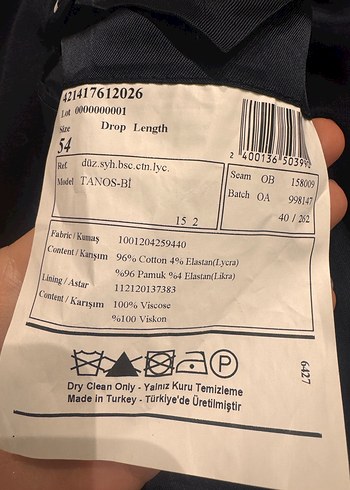 421417612026
Lot 0000000001
Size Drop Length
54
Ref. düz.syh.bsc.ctn.lyc.
Model TANOS-Bİ
15 2
2 400136 50399
Seam OB 158009
Batch OA 998147
40 / 262
Fabric / Kumaş 1001204259440
Content / Karışım 96% Cotton 4% Elastan(Lycra)
%96 Pamuk %4 Elastan(Likra)
Lining / Astar 112120137383
Content / Karışım 100% Viscose
%100 Viskon
P
6427
Dry Clean Only - Yalnız Kuru Temizleme
Made in Turkey - Türkiye'de Üretilmiştir